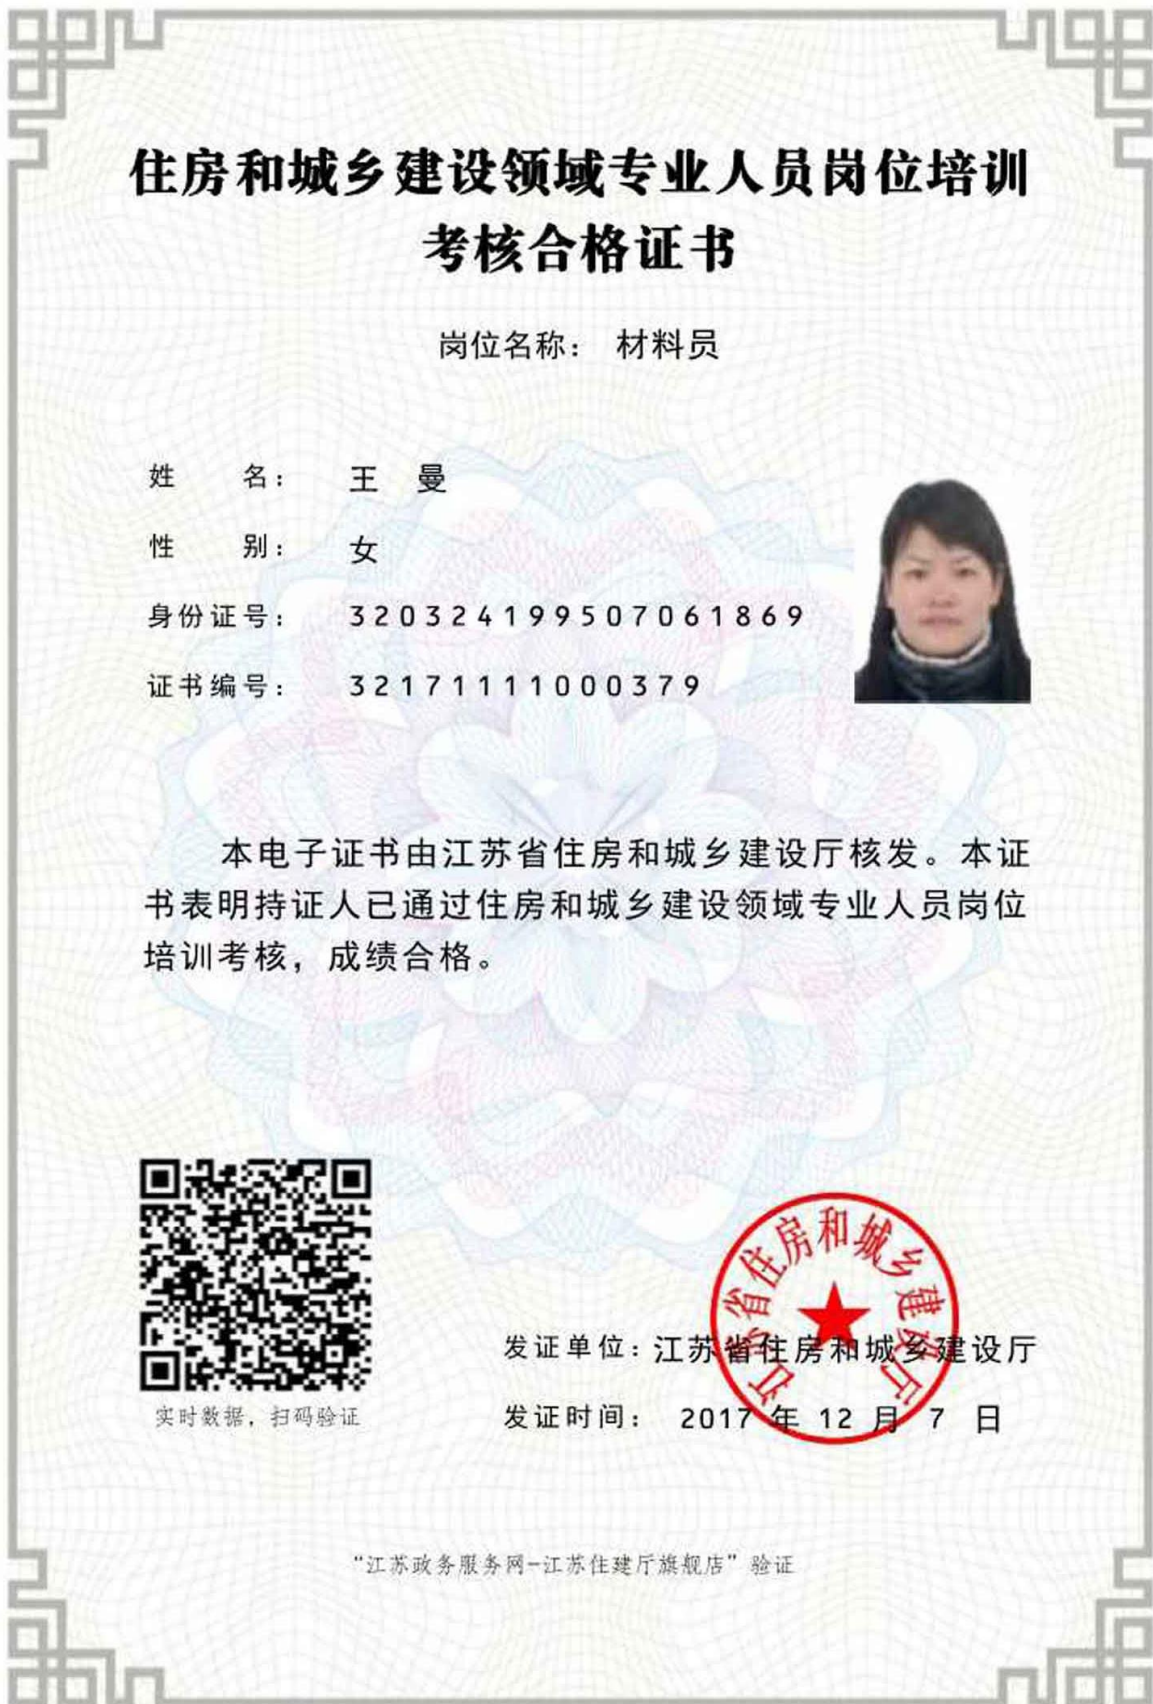 住房和城乡建设领域专业人员岗位培训
考核合格证书
岗位名称： 材料员
姓 名： 王 曼
性 别： 女
身份证号： 320324199507061869
证书编号： 32171111000379
本电子证书由江苏省住房和城乡建设厅核发。本证
书表明持证人已通过住房和城乡建设领域专业人员岗位
培训考核，成绩合格。
江苏省住房和城乡建设厅
发证单位：江苏省住房和城乡建设厅
实时数据，扫码验证
发证时间： 2017 年 12 月 7 日
“江苏政务服务网-江苏住建厅旗舰店”验证